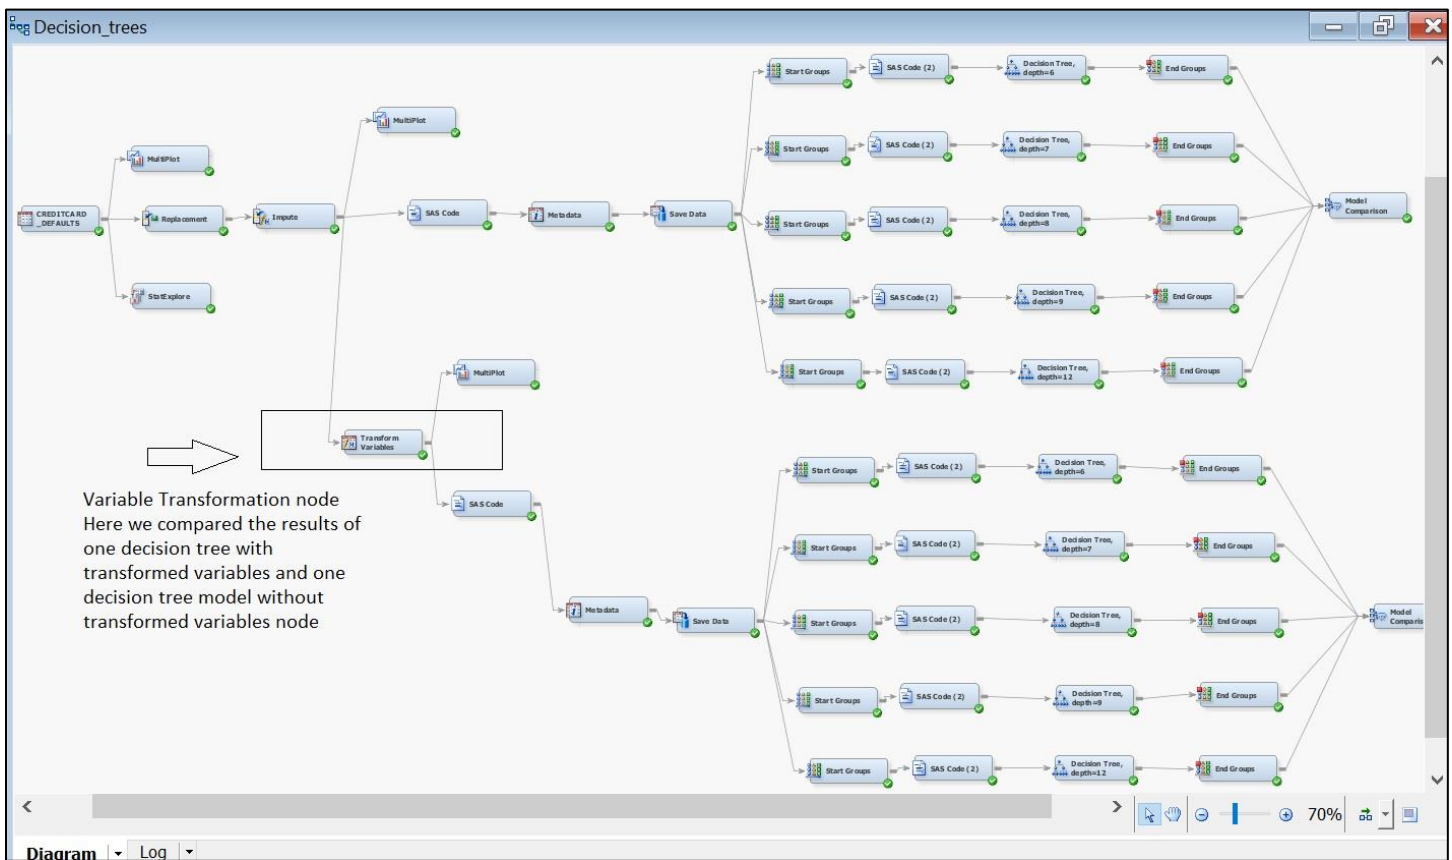 Decision_trees
Start Groups
SAS Code (2)
Decision Tree,
depth=6
End Groups
MultiPlot
MultiPlot
Start Groups
SAS Code (2)
Decision Tree,
depth=7
End Groups
CREDITCARD
_DEFAULTS
Replacement
Impute
SAS Code
Metadata
Save Data
Start Groups
SAS Code (2)
Decision Tree,
depth=8
End Groups
Model
Comparison
StatExplore
Start Groups
SAS Code (2)
Decision Tree,
depth=9
End Groups
MultiPlot
Start Groups
SAS Code (2)
Decision Tree,
depth=12
End Groups
Transform
Variables
Variable Transformation node
Here we compared the results of
one decision tree with
transformed variables and one
decision tree model without
transformed variables node
SAS Code
Start Groups
SAS Code (2)
Decision Tree,
depth=6
End Groups
Start Groups
SAS Code (2)
Decision Tree,
depth=7
End Groups
Metadata
Save Data
Start Groups
SAS Code (2)
Decision Tree,
depth=8
End Groups
Model
Comparis
Start Groups
SAS Code (2)
Decision Tree,
depth=9
End Groups
Start Groups
SAS Code (2)
Decision Tree,
depth=12
End Groups
70%
Diagram
Log